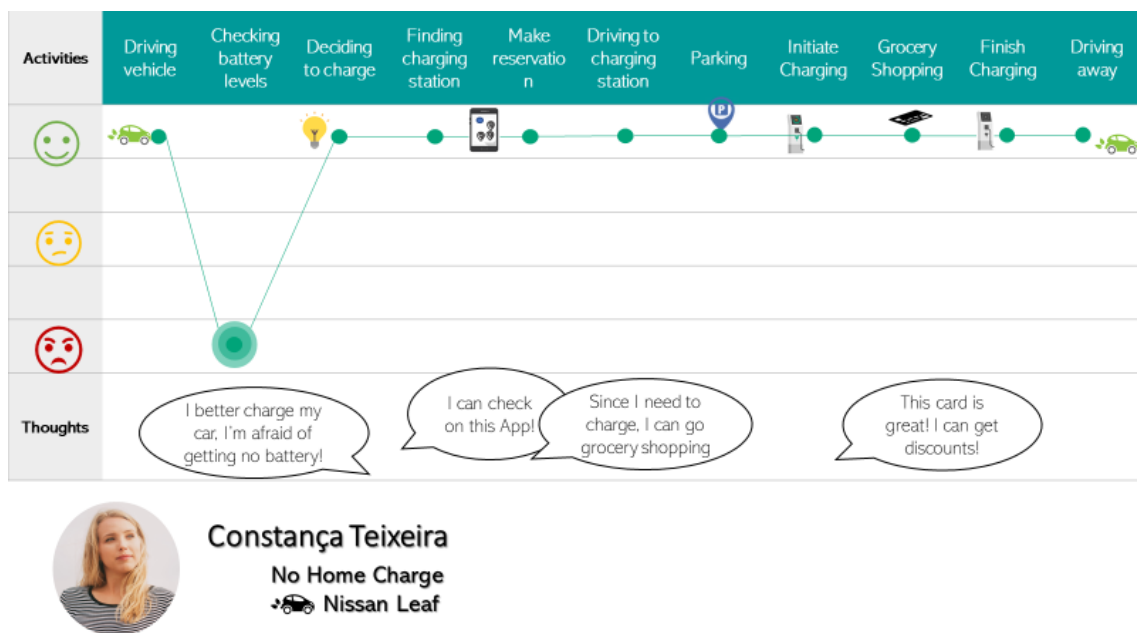 Activities
Driving
vehicle
Checking
battery
levels
Deciding
to charge
Finding
charging
station
Make
reservatio
n
Driving to
charging
station
Parking
Initiate
Charging
Grocery
Shopping
Finish
Charging
Driving
away
P
Thoughts
I better charge my
car, I'm afraid of
getting no battery!
I can check
on this App!
Since I need to
charge, I can go
grocery shopping
This card is
great! I can get
discounts!
Constança Teixeira
No Home Charge
Nissan Leaf